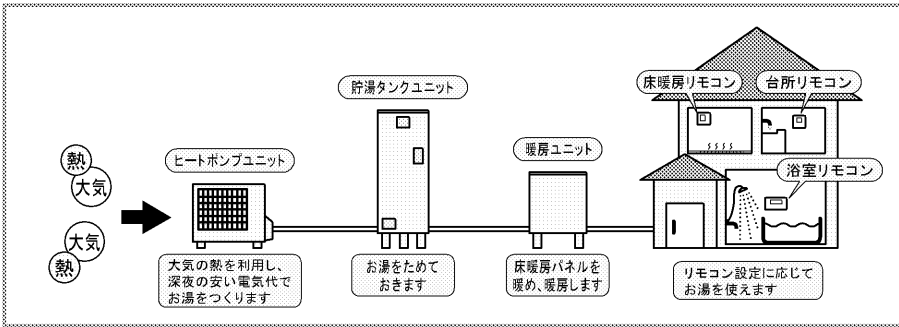 熱
大気
大気
熱
ヒートポンプユニット
大気の熱を利用し、
深夜の安い電気代で
お湯をつくります
貯湯タンクユニット
お湯をためて
おきます
暖房ユニット
床暖房パネルを
暖め、暖房します
床暖房リモコン
台所リモコン
浴室リモコン
リモコン設定に応じて
お湯を使えます